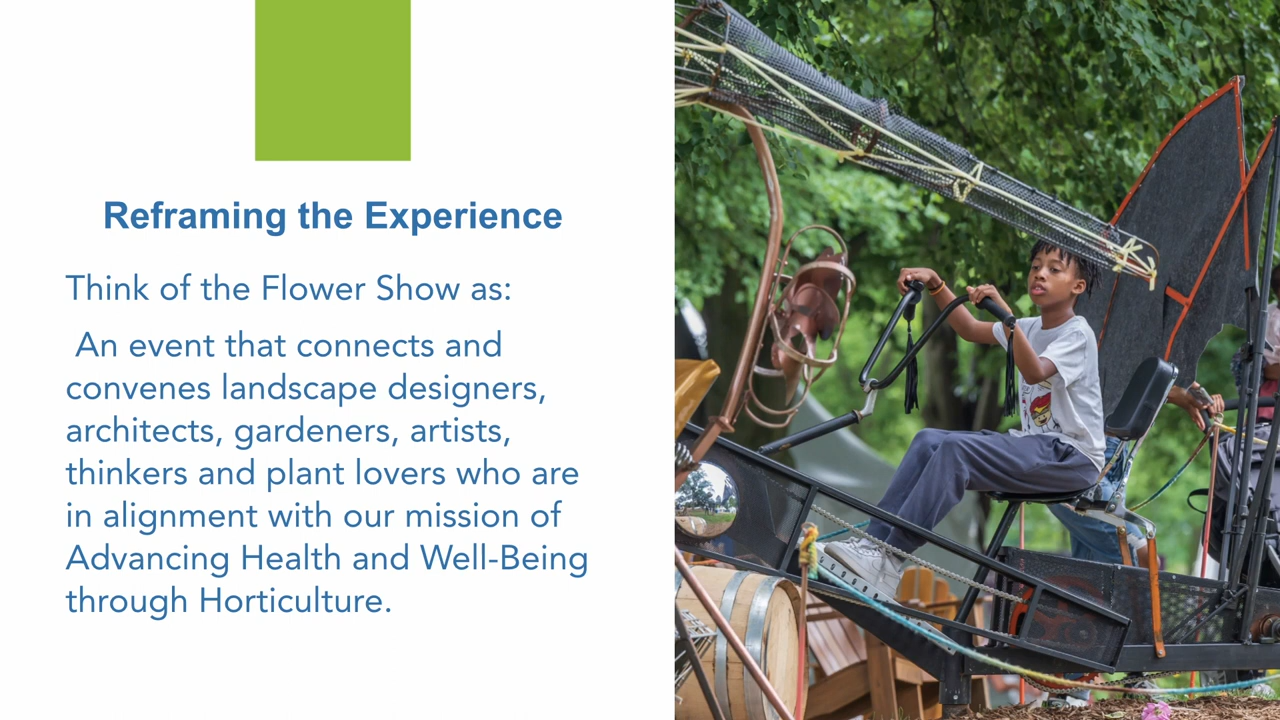 Reframing the Experience
Think of the Flower Show as:
An event that connects and
convenes landscape designers,
architects, gardeners, artists,
thinkers and plant lovers who are
in alignment with our mission of
Advancing Health and Well-Being
through Horticulture.